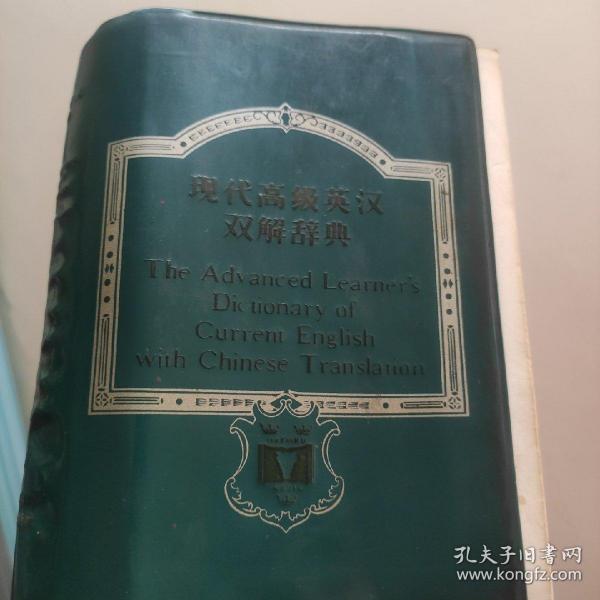 现代高级英汉
双解辞典
The Advanced Learner's
Dictionary of
Current English
with Chinese Translation
OXFORD
孔夫子旧书网
www.kongfz.com